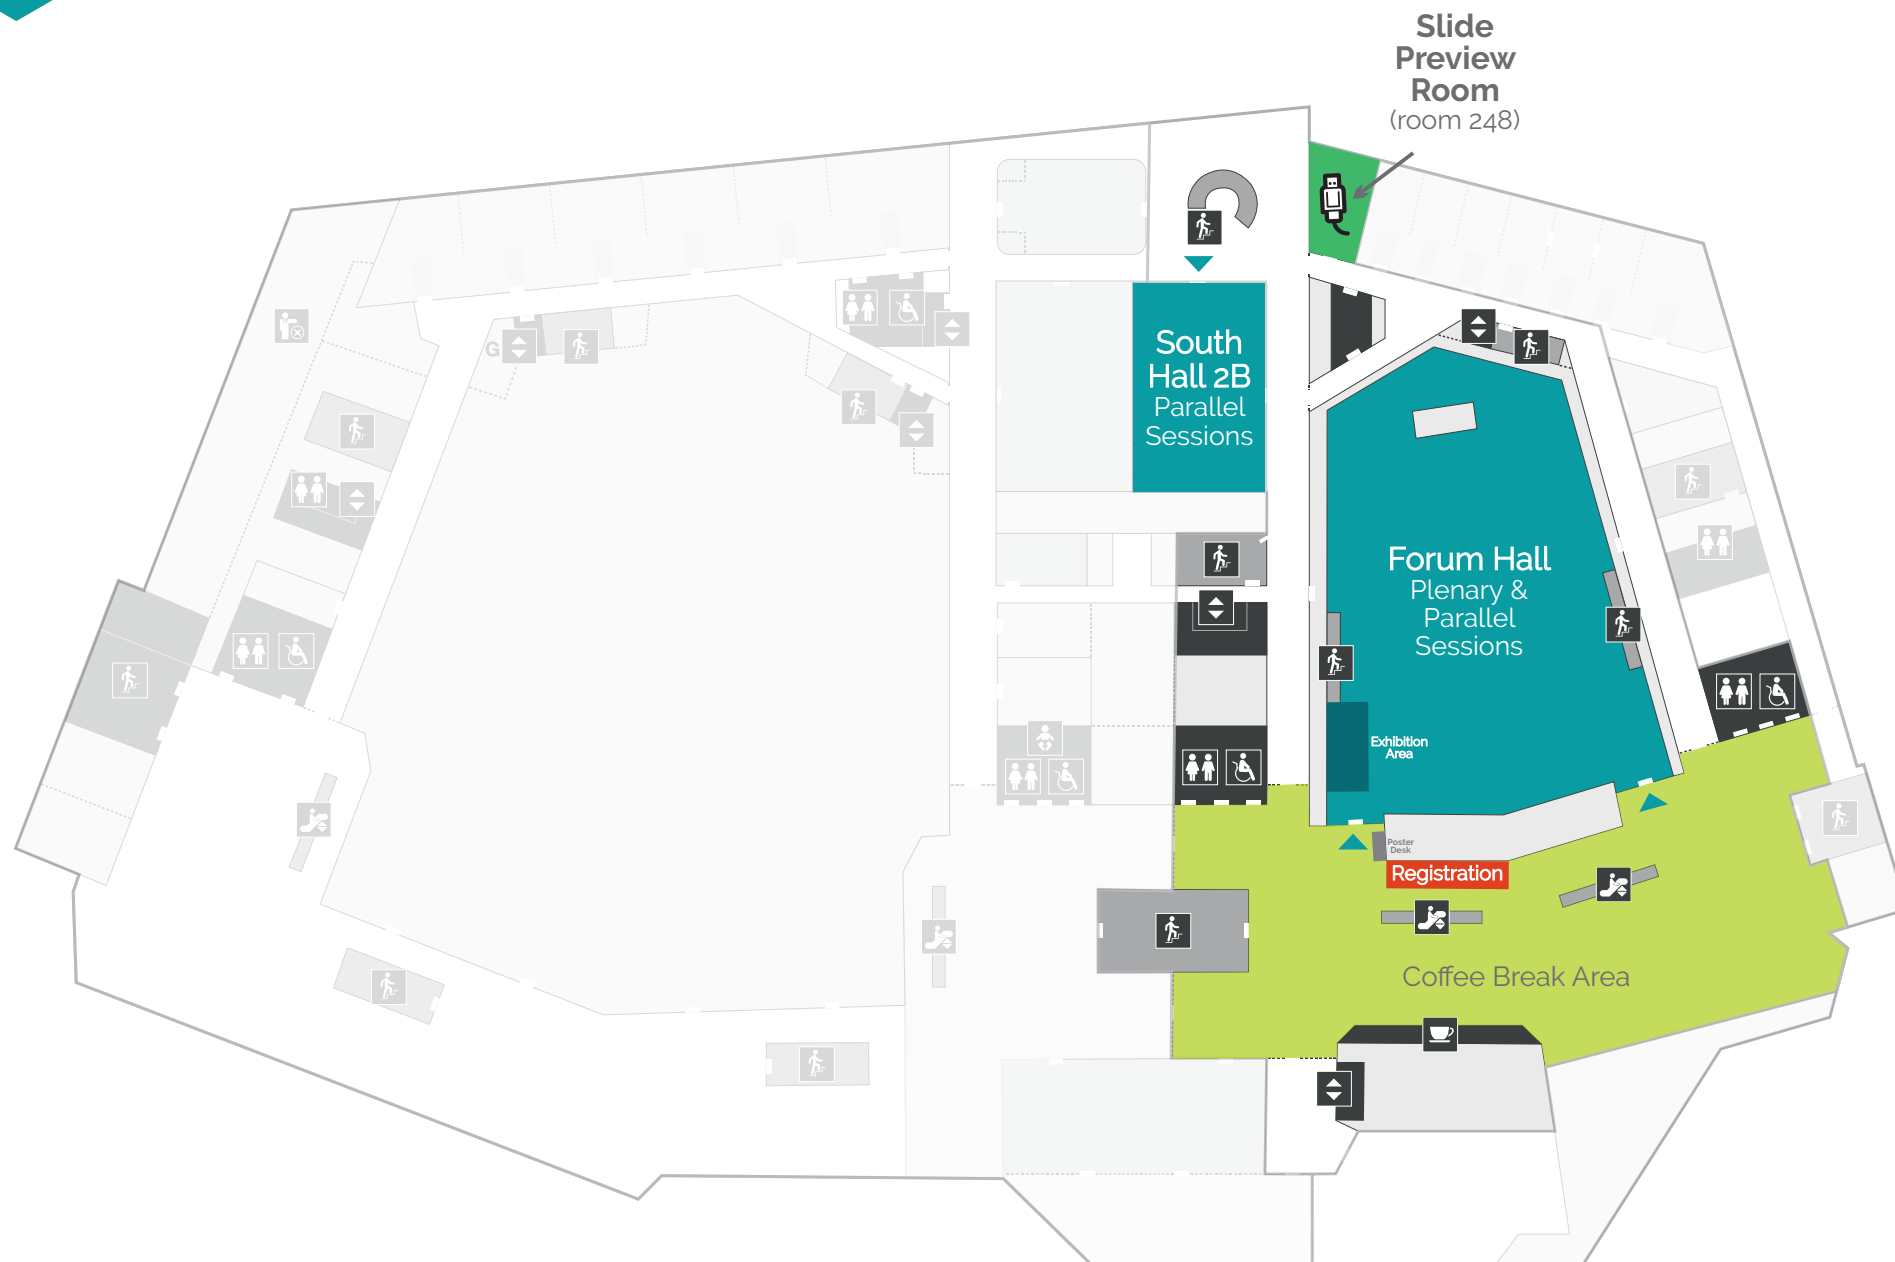 Slide
Preview
Room
(room 248)
South
Hall 2B
Parallel
Sessions
G
Forum Hall
Plenary &
Parallel
Sessions
Exhibition
Area
Poster
Desk
Registration
Coffee Break Area